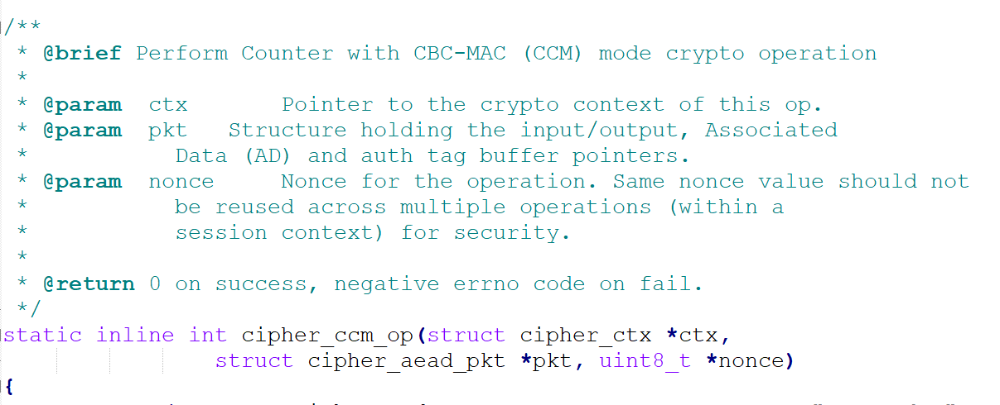 /**
 * @brief Perform Counter with CBC-MAC (CCM) mode crypto operation
 *
 * @param  ctx       Pointer to the crypto context of this op.
 * @param  pkt   Structure holding the input/output, Associated
 *           Data (AD) and auth tag buffer pointers.
 * @param  nonce     Nonce for the operation. Same nonce value should not
 *           be reused across multiple operations (within a
 *           session context) for security.
 *
 * @return 0 on success, negative errno code on fail.
 */
static inline int cipher_ccm_op(struct cipher_ctx *ctx,
                struct cipher_aead_pkt *pkt, uint8_t *nonce)
{